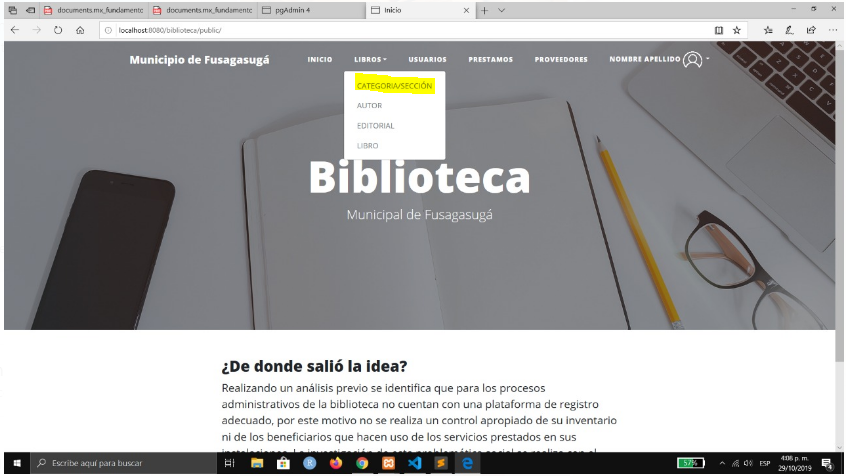 documents.mx_fundamento
documents.mx_fundamento
pgAdmin 4
Inicio
localhost:8080/biblioteca/public/
Municipio de Fusagasugá
INICIO
LIBROS
USUARIOS
PRESTAMOS
PROVEEDORES
NOMBRE APELLIDO
CATEGORIA/SECCIÓN
AUTOR
EDITORIAL
LIBRO
Biblioteca
Municipal de Fusagasugá
¿De donde salió la idea?
Realizando un análisis previo se identifica que para los procesos
administrativos de la biblioteca no cuentan con una plataforma de registro
adecuado, por este motivo no se realiza un control apropiado de su inventario
ni de los beneficiarios que hacen uso de los servicios prestados en sus
Escribe aquí para buscar
57%
ESP
4:06 p. m.
29/10/2019